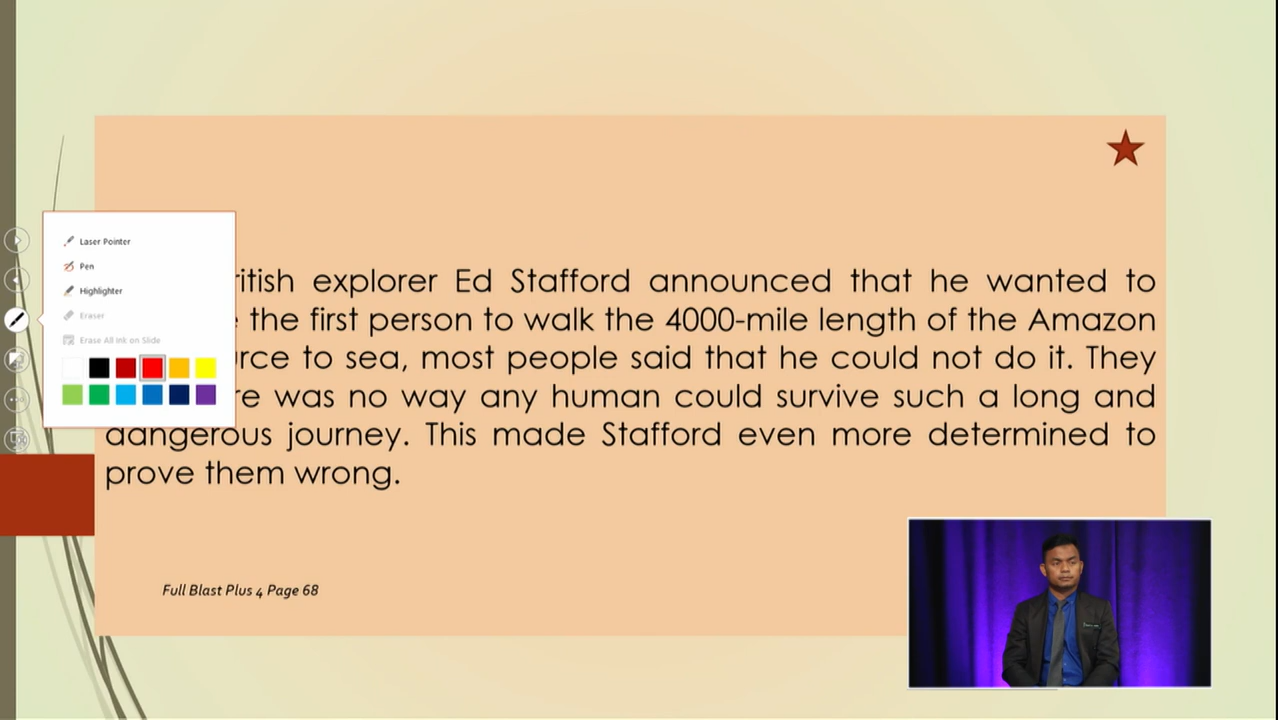 Laser Pointer
Pen
Highlighter
Eraser
Erase All Ink on Slide
ritish explorer Ed Stafford announced that he wanted to
the first person to walk the 4000-mile length of the Amazon
urce to sea, most people said that he could not do it. They
re was no way any human could survive such a long and
dangerous journey. This made Stafford even more determined to
prove them wrong.
Full Blast Plus 4 Page 68